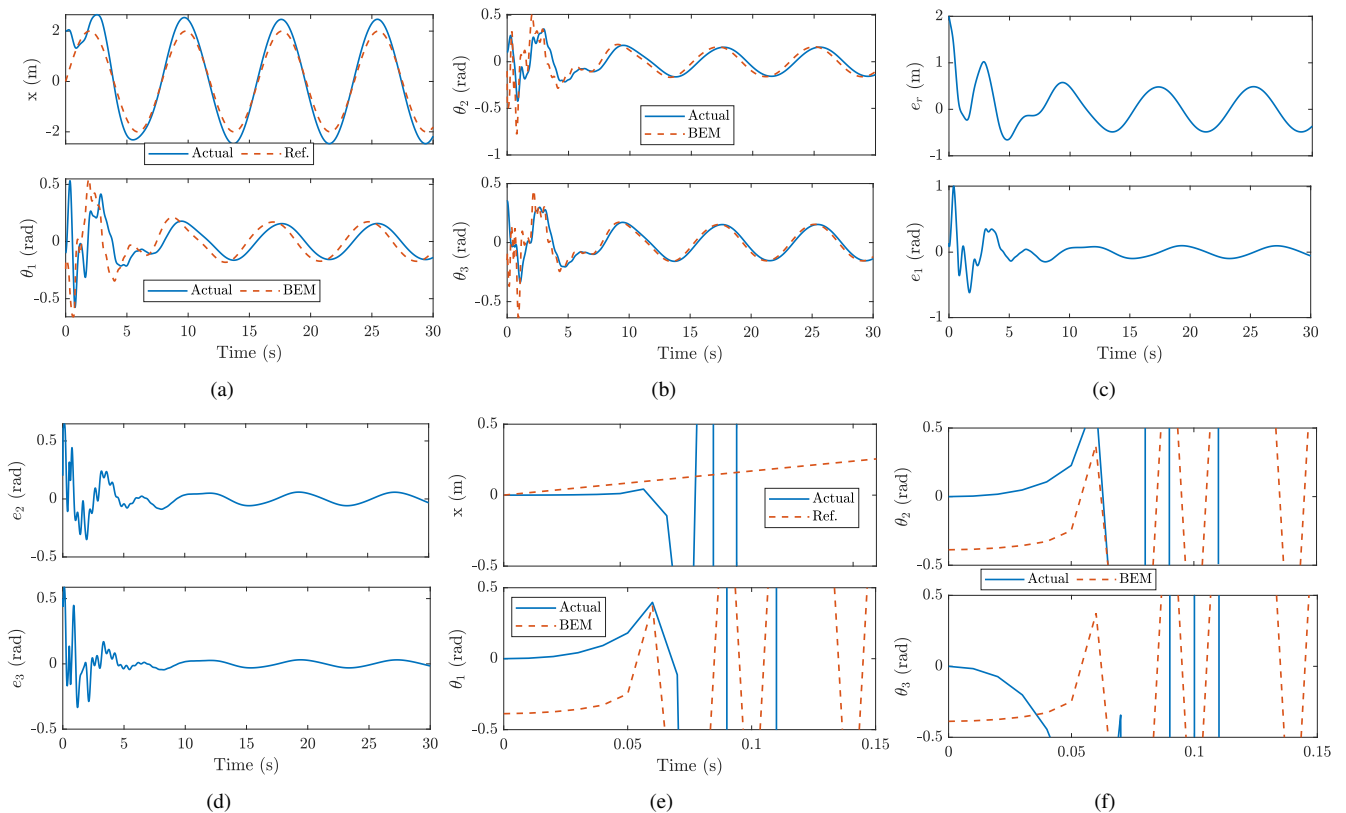 2
0
-2
x (m)
Actual
Ref.
0.5
0
-0.5
θ1 (rad)
Actual
BEM
0
5
10
15
20
25
30
Time (s)
(a)
0.5
0
-0.5
-1
θ2 (rad)
Actual
BEM
0.5
0
-0.5
θ3 (rad)
0
5
10
15
20
25
30
Time (s)
(b)
2
1
0
-1
er (m)
1
0
-1
e1 (rad)
0
5
10
15
20
25
30
Time (s)
(c)
0.5
0
-0.5
e2 (rad)
0.5
0
-0.5
e3 (rad)
0
5
10
15
20
25
30
Time (s)
(d)
0.5
0
-0.5
x (m)
Actual
Ref.
0.5
0
-0.5
θ1 (rad)
Actual
BEM
0
0.05
0.1
0.15
Time (s)
(e)
0.5
0
-0.5
θ2 (rad)
Actual
BEM
0.5
0
-0.5
θ3 (rad)
0
0.05
0.1
0.15
Time (s)
(f)